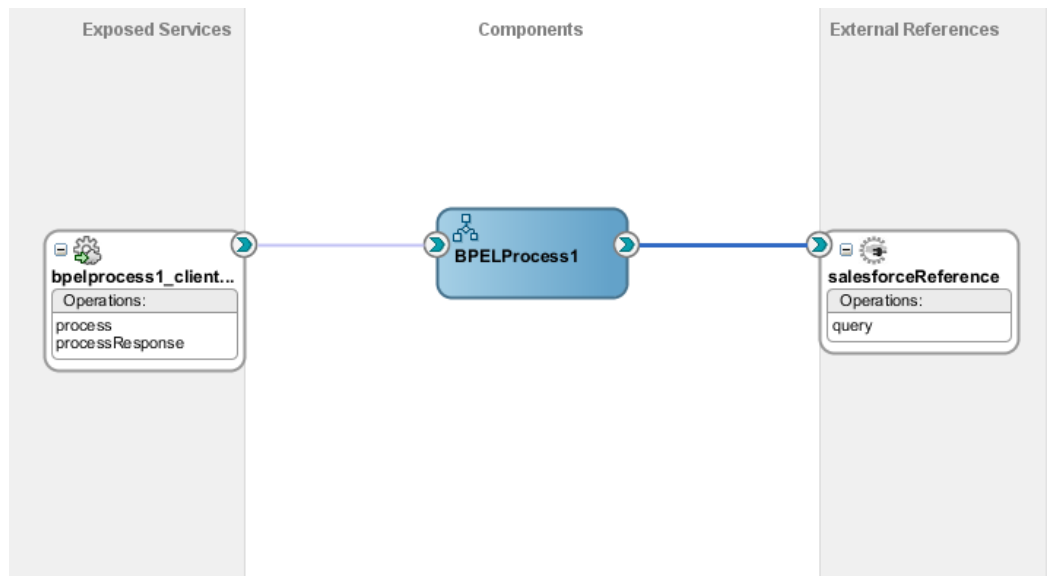 Exposed Services
Components
External References
bpelprocess1_client...
Operations:
process
processResponse
BPELProcess1
salesforceReference
Operations:
query